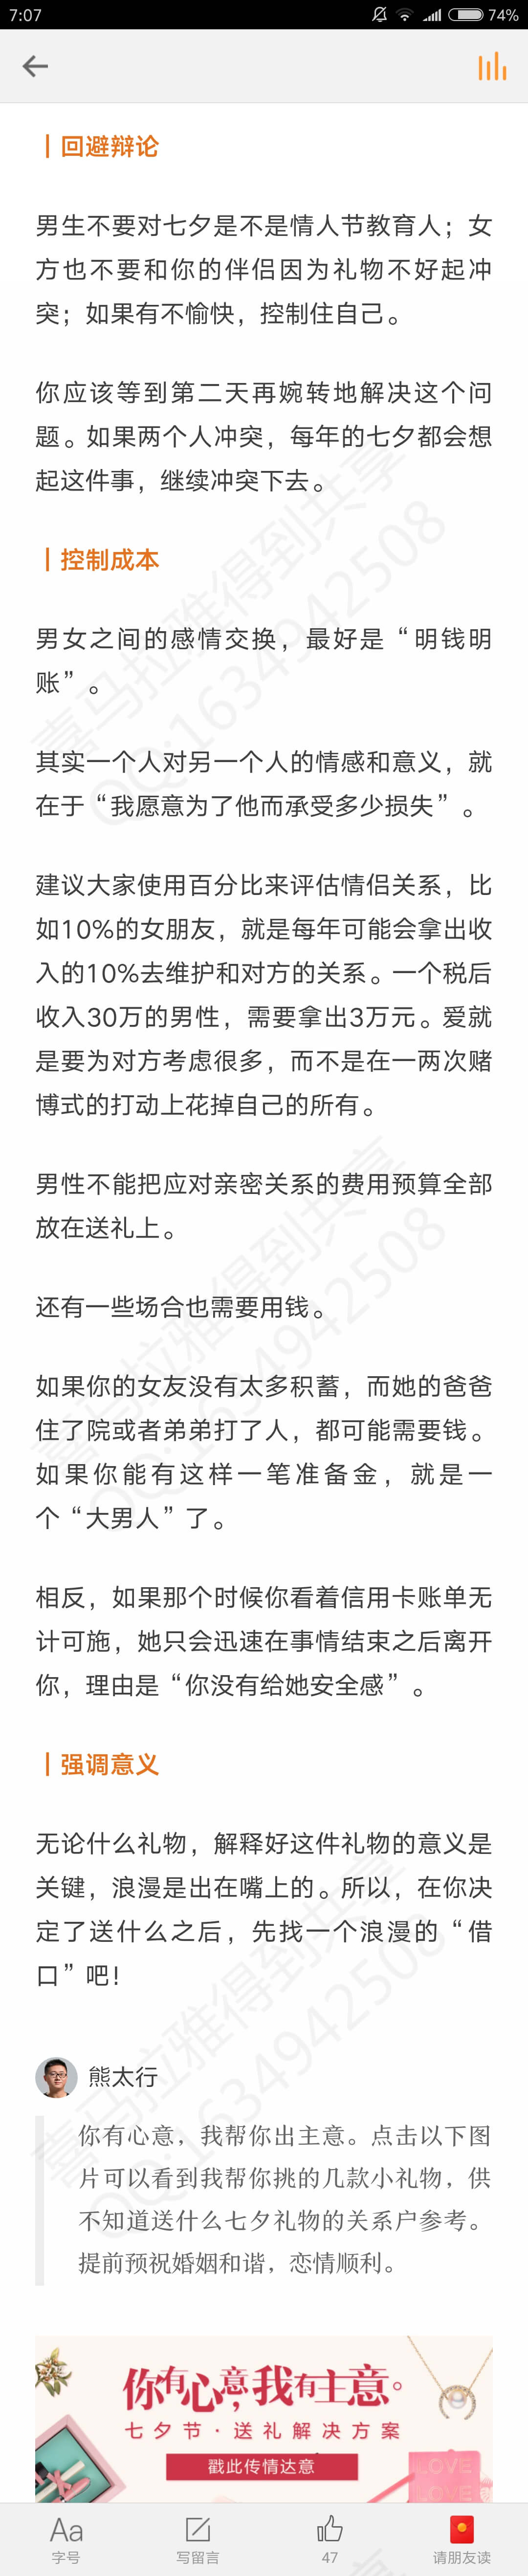 7:07
74%
回避辩论
男生不要对七夕是不是情人节教育人；女
方也不要和你的伴侣因为礼物不好起冲
突；如果有不愉快，控制住自己。
你应该等到第二天再婉转地解决这个问
题。如果两个人冲突，每年的七夕都会想
起这件事，继续冲突下去。
控制成本
男女之间的感情交换，最好是“明钱明
账”。
其实一个人对另一个人的情感和意义，就
在于“我愿意为了他而承受多少损失”。
建议大家使用百分比来评估情侣关系，比
如10%的女朋友，就是每年可能会拿出收
入的10%去维护和对方的关系。一个税后
收入30万的男性，需要拿出3万元。爱就
是要为对方考虑很多，而不是在一两次赌
博式的打动上花掉自己的所有。
男性不能把应对亲密关系的费用预算全部
放在送礼上。
还有一些场合也需要用钱。
如果你的女友没有太多积蓄，而她的爸爸
住了院或者弟弟打了人，都可能需要钱。
如果你能有这样一笔准备金，就是一
个“大男人”了。
相反，如果那个时候你看着信用卡账单无
计可施，她只会迅速在事情结束之后离开
你，理由是“你没有给她安全感”。
强调意义
无论什么礼物，解释好这件礼物的意义是
关键，浪漫是出在嘴上的。所以，在你决
定了送什么之后，先找一个浪漫的“借
口”吧！
熊太行
你有心意，我帮你出主意。点击以下图
片可以看到我帮你挑的几款小礼物，供
不知道送什么七夕礼物的关系户参考。
提前预祝婚姻和谐，恋情顺利。
你有心意，我有主意。
七夕节·送礼解决方案
戳此传情达意
LOVE
LOVE
Aa
字号
写留言
47
请朋友读
喜马拉雅得到共享
QQ:1634942508
喜马拉雅得到共享
QQ:1634942508
喜马拉雅得到共享
QQ:1634942508